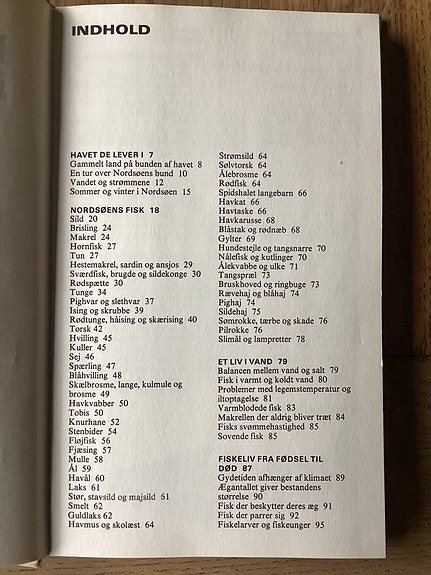 INDHOLD
HAVET DE LEVER I 7
Gammelt land på bunden af havet 8
En tur over Nordsøens bund 10
Vandet og strømmene 12
Sommer og vinter i Nordsøen 15
NORDSØENS FISK 18
Sild 20
Brisling 24
Makrel 24
Hornfisk 27
Tun 27
Hestemakrel, sardin og ansjos 29
Sværdfisk, brugde og sildekonge 30
Rødspætte 30
Tunge 34
Pighvar og slethvar 37
Ising og skrubbe 39
Rødtunge, håising og skærising 40
Torsk 42
Hvilling 45
Kuller 45
Sej 46
Spærling 47
Blåhvilling 48
Skælbrosme, lange, kulmule og
brosme 49
Havkvabber 50
Tobis 50
Knurhane 52
Stenbider 54
Fløjfisk 56
Fjæsing 57
Mulle 58
Ål 59
Havål 60
Laks 61
Stør, stavsild og majsild 61
Smelt 62
Guldlaks 62
Havmus og skolæst 64
Strømsild 64
Sølvtorsk 64
Ålebrosme 64
Rødfisk 64
Spidshalet langebarn 66
Havkat 66
Havtaske 66
Havkarusse 68
Blåstak og rødnæb 68
Gylter 69
Hundestejle og tangsnarre 70
Nålefisk og kutlinger 70
Ålekvabbe og ulke 71
Tangspræl 73
Bruskhoved og ringbuge 73
Rævehaj og blåhaj 74
Pighaj 74
Sildehaj 75
Sømrokke, tærbe og skade 76
Pilrokke 76
Slimål og lampretter 78
ET LIV I VAND 79
Balancen mellem vand og salt 79
Fisk i varmt og koldt vand 80
Problemer med legemstemperatur og
iltoptagelse 81
Varmblodede fisk 83
Makrellen der aldrig bliver træt 84
Fisks svømmehastighed 85
Sovende fisk 85
FISKELIV FRA FØDSEL TIL
DØD 87
Gydetiden afhænger af klimaet 89
Ægantallet giver bestandens
størrelse 90
Fisk der beskytter deres æg 91
Fisk der parrer sig 92
Fiskelarver og fiskeunger 95